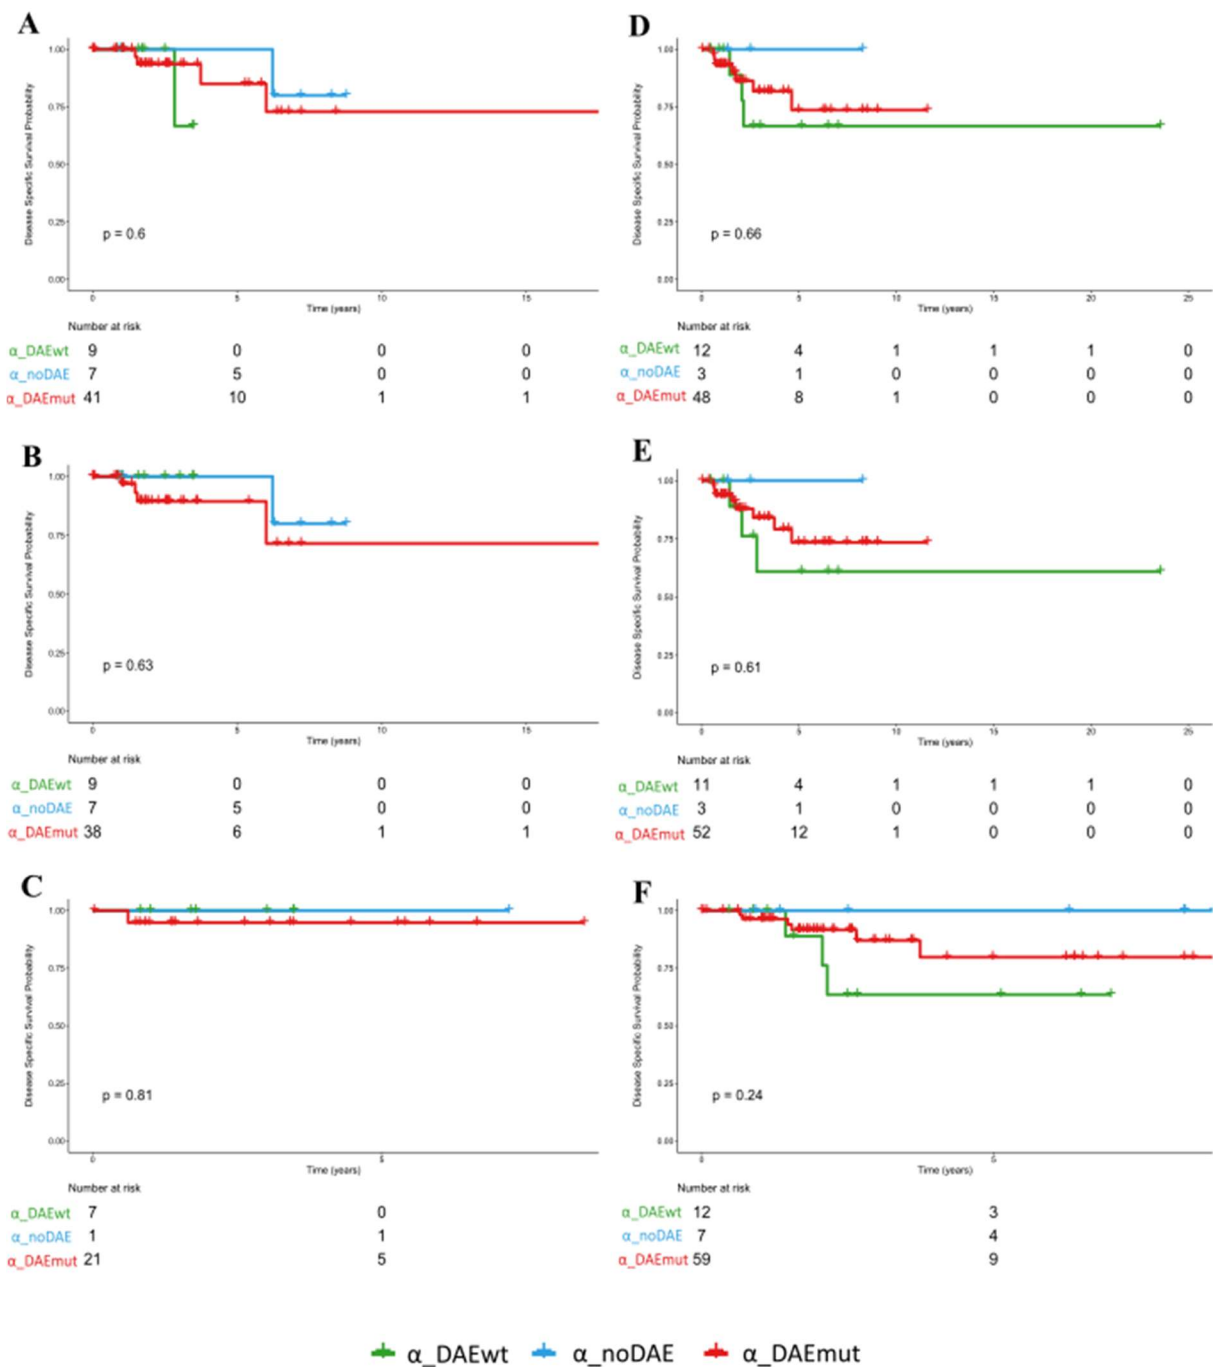 A
Disease Specific Survival Probability
1.00
0.75
0.50
0.25
0.00
p = 0.6
0 5 10 15
Time (years)
Number at risk
α_DAEwt 9 0 0 0
α_noDAE 7 5 0 0
α_DAEmut 41 10 1 1
B
Disease Specific Survival Probability
1.00
0.75
0.50
0.25
0.00
p = 0.63
0 5 10 15
Time (years)
Number at risk
α_DAEwt 9 0 0 0
α_noDAE 7 5 0 0
α_DAEmut 38 6 1 1
C
Disease Specific Survival Probability
1.00
0.75
0.50
0.25
0.00
p = 0.81
0 5
Time (years)
Number at risk
α_DAEwt 7 0
α_noDAE 1 1
α_DAEmut 21 5
D
Disease Specific Survival Probability
1.00
0.75
0.50
0.25
0.00
p = 0.66
0 5 10 15 20 25
Time (years)
Number at risk
α_DAEwt 12 4 1 1 1 0
α_noDAE 3 1 0 0 0 0
α_DAEmut 48 8 1 0 0 0
E
Disease Specific Survival Probability
1.00
0.75
0.50
0.25
0.00
p = 0.61
0 5 10 15 20 25
Time (years)
Number at risk
α_DAEwt 11 4 1 1 1 0
α_noDAE 3 1 0 0 0 0
α_DAEmut 52 12 1 0 0 0
F
Disease Specific Survival Probability
1.00
0.75
0.50
0.25
0.00
p = 0.24
0 5
Time (years)
Number at risk
α_DAEwt 12 3
α_noDAE 7 4
α_DAEmut 59 9
α_DAEwt α_noDAE α_DAEmut